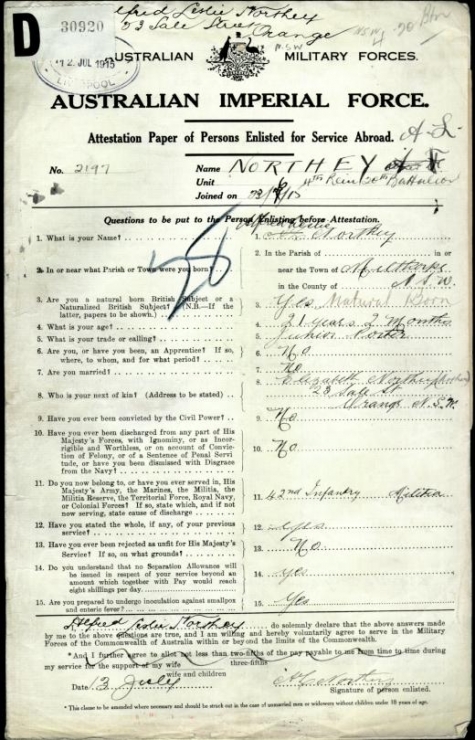 Alfred Leslie Northey
D
30920
23 Sale Street
Orange
N.S.W
12 JUL 1915
LIVERPOOL
AUSTRALIAN MILITARY FORCES.
AUSTRALIAN IMPERIAL FORCE.
Attestation Paper of Persons Enlisted for Service Abroad.
A-L-
No. 2197
Name NORTHEY
Unit Rein 20th Battalion
Joined on
Questions to be put to the Person Enlisting before Attestation.
Alfred Leslie
1. What is your Name?
1. Northey
2. In or near what Parish or Town were you born?
2. In the Parish of in or
near the Town of Milthorpe
in the County of N.S.W.
3. Are you a natural born British Subject or a
Naturalized British Subject? (N.B.—If the
latter, papers to be shown.)
3. Yes Natural Born
4. What is your age?
4. 21 years 2 Months
5. What is your trade or calling?
5. Junior Porter
6. Are you, or have you been, an Apprentice? If so,
where, to whom, and for what period?
6. No
7. Are you married?
7. No
8. Who is your next of kin? (Address to be stated)
8. Elizabeth Northey (mother)
23 Sale St
Orange N.S.W.
9. Have you ever been convicted by the Civil Power?
9. No
10. Have you ever been discharged from any part of His
Majesty's Forces, with Ignominy, or as Incor-
rigible and Worthless, or on account of Convic-
tion of Felony, or of a Sentence of Penal Servi-
tude, or have you been Dismissed with Disgrace
from the Navy?
10. No
11. Do you now belong to, or have you ever served in, His
Majesty's Army, the Marines, the Militia, the
Militia Reserve, the Territorial Force, Royal Navy,
or Colonial Forces? If so, state which, and if not
now serving, state cause of discharge
11. 42nd Infantry Militia
12. Have you stated the whole, if any, of your previous
service?
12. Yes
13. Have you ever been rejected as unfit for His Majesty's
Service? If so, on what grounds?
13. No
14. Do you understand that no Separation Allowance will
be issued in respect of your service beyond an
amount which together with Pay would reach
eight shillings per day.
14. yes
15. Are you prepared to undergo inoculation against smallpox
and enteric fever?
15. Yes
I, Alfred Leslie Northey, do solemnly declare that the above answers made
by me to the above questions are true, and I am willing and hereby voluntarily agree to serve in the Military
Forces of the Commonwealth of Australia within or beyond the limits of the Commonwealth.
* And I further agree to allot not less than two-fifths of the pay payable to me from time to time during
three-fifths
my service for the support of my wife
wife and children
Date 13 July
A L Northey
Signature of person enlisted.
* This clause to be amended where necessary and should be struck out in the case of unmarried men or widowers without children under 18 years of age.